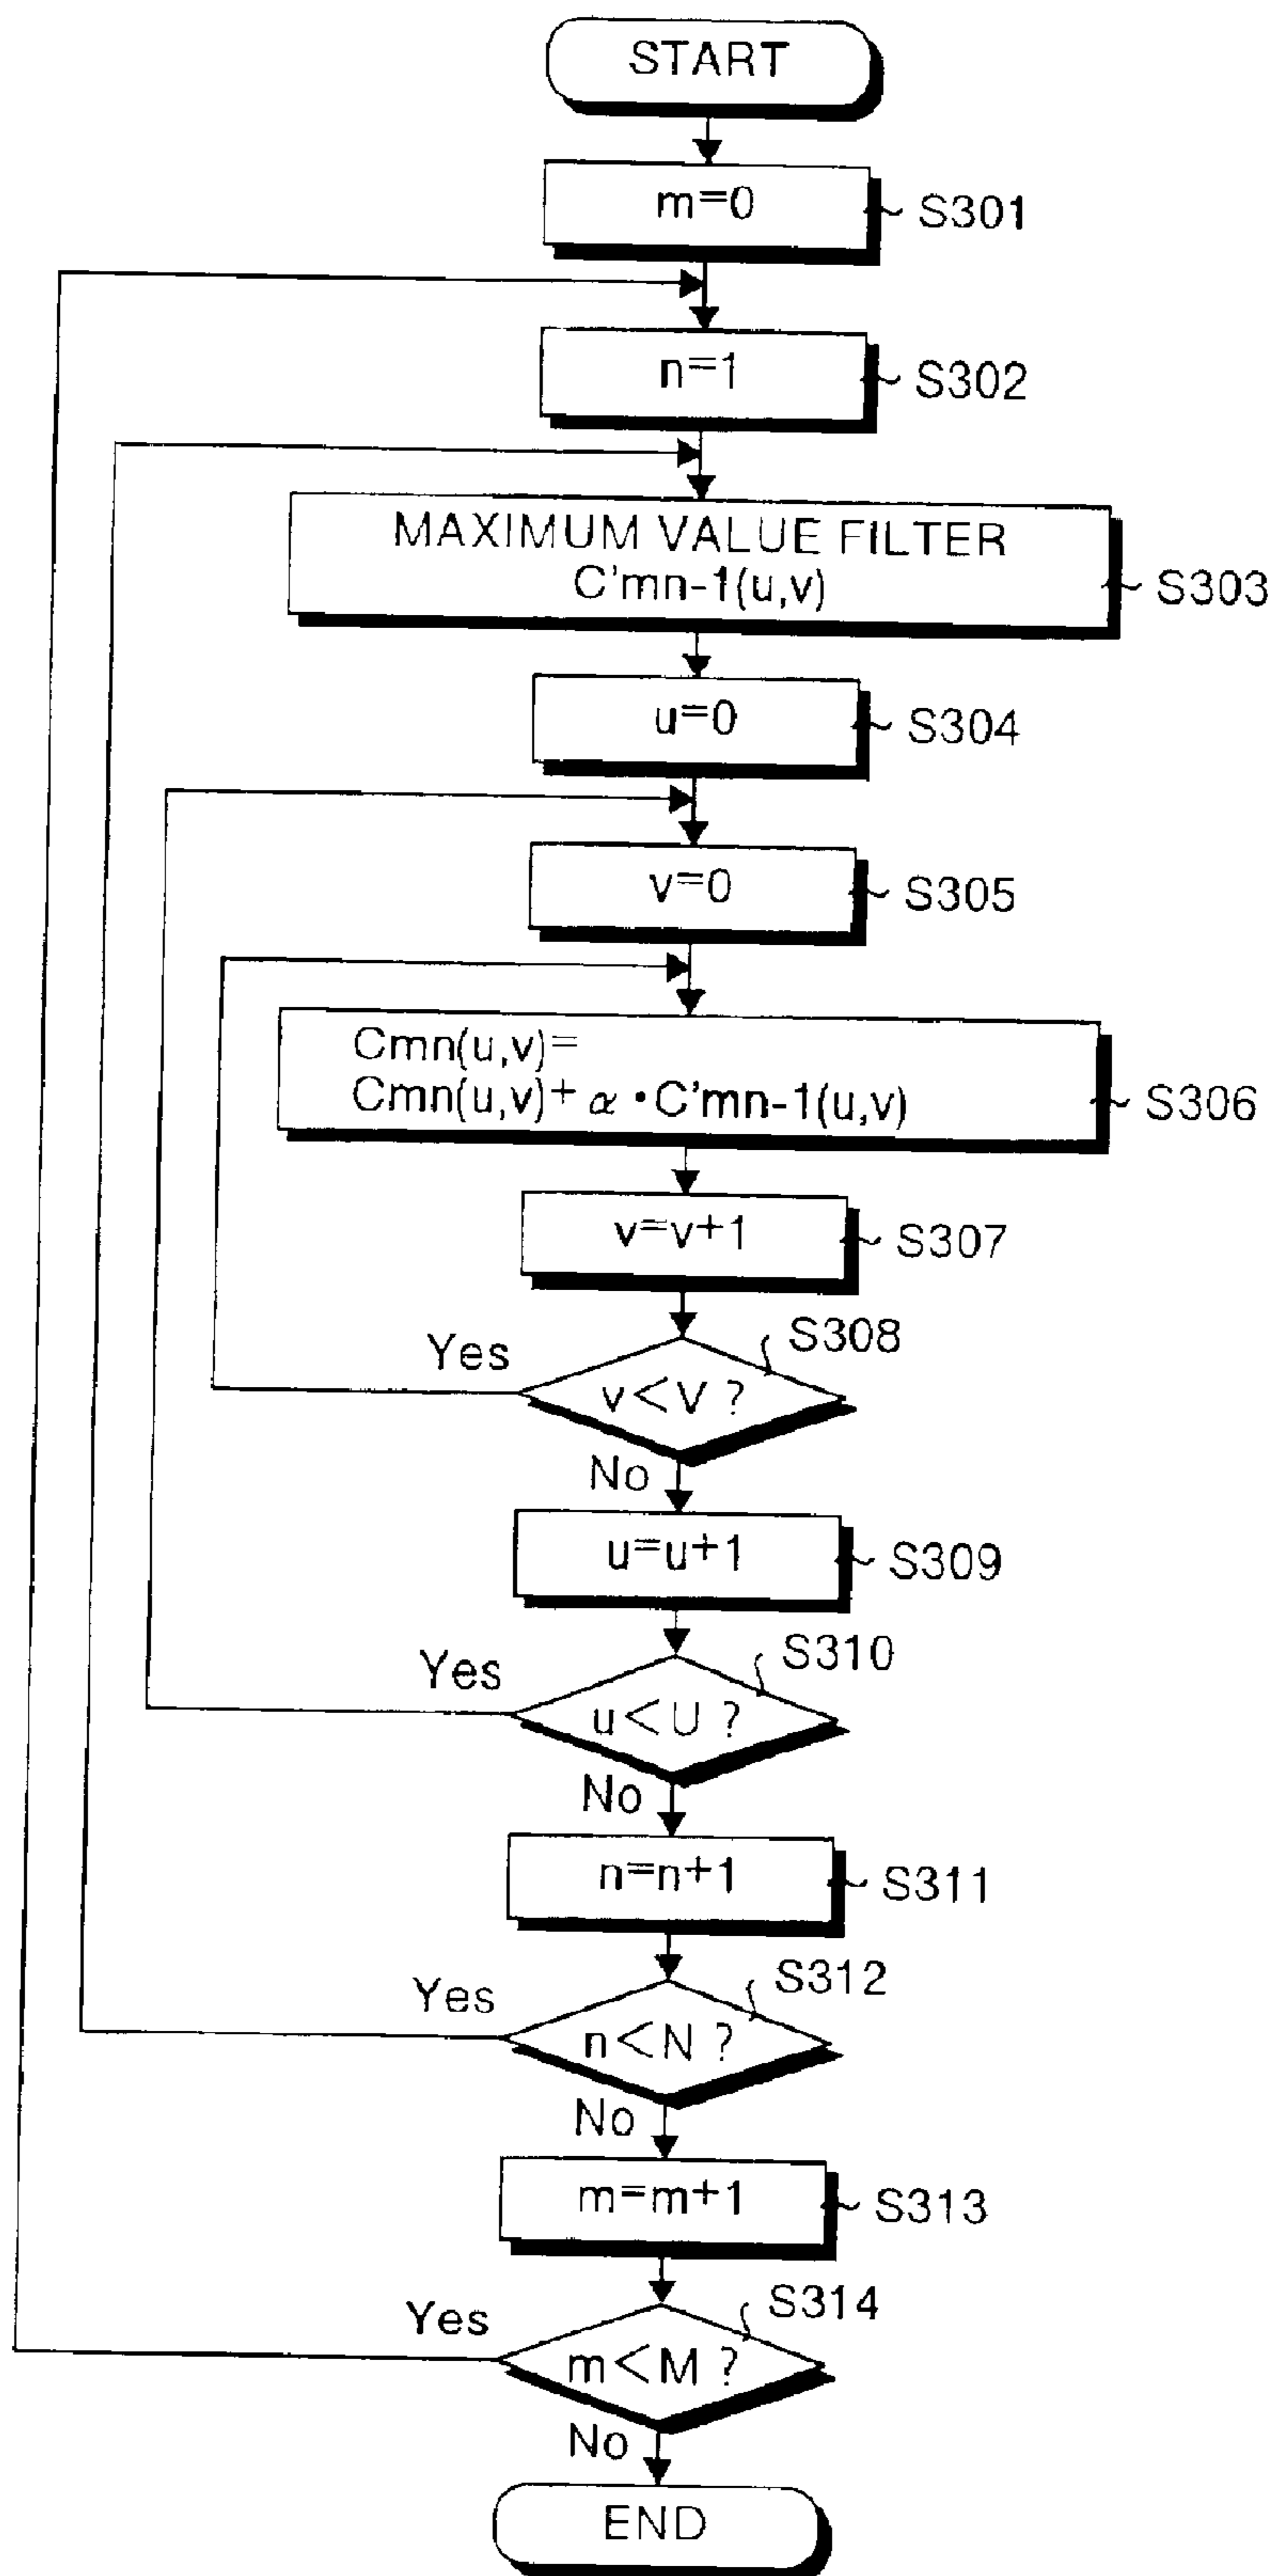 START
m=0
S301
n=1
S302
MAXIMUM VALUE FILTER
C'mn-1(u,v)
S303
u=0
S304
v=0
S305
Cmn(u,v)=
Cmn(u,v)+α•C'mn-1(u,v)
S306
v=v+1
S307
S308
Yes
v<V ?
No
u=u+1
S309
S310
Yes
u<U ?
No
n=n+1
S311
S312
Yes
n<N ?
No
m=m+1
S313
S314
Yes
m<M ?
No
END